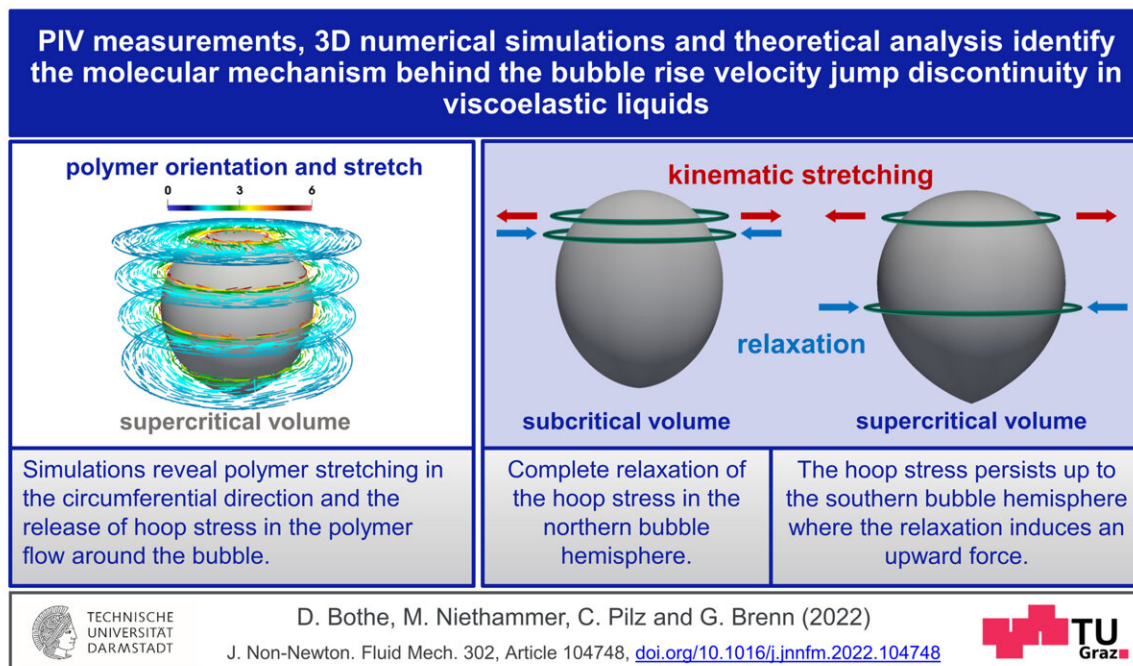 PIV measurements, 3D numerical simulations and theoretical analysis identify
the molecular mechanism behind the bubble rise velocity jump discontinuity in
viscoelastic liquids
polymer orientation and stretch
0 3 6
supercritical volume
kinematic stretching
relaxation
subcritical volume
supercritical volume
Simulations reveal polymer stretching in
the circumferential direction and the
release of hoop stress in the polymer
flow around the bubble.
Complete relaxation of
the hoop stress in the
northern bubble
hemisphere.
The hoop stress persists up to
the southern bubble hemisphere
where the relaxation induces an
upward force.
TECHNISCHE
UNIVERSITÄT
DARMSTADT
D. Bothe, M. Niethammer, C. Pilz and G. Brenn (2022)
J. Non-Newton. Fluid Mech. 302, Article 104748, doi.org/10.1016/j.jnnfm.2022.104748
TU
Graz